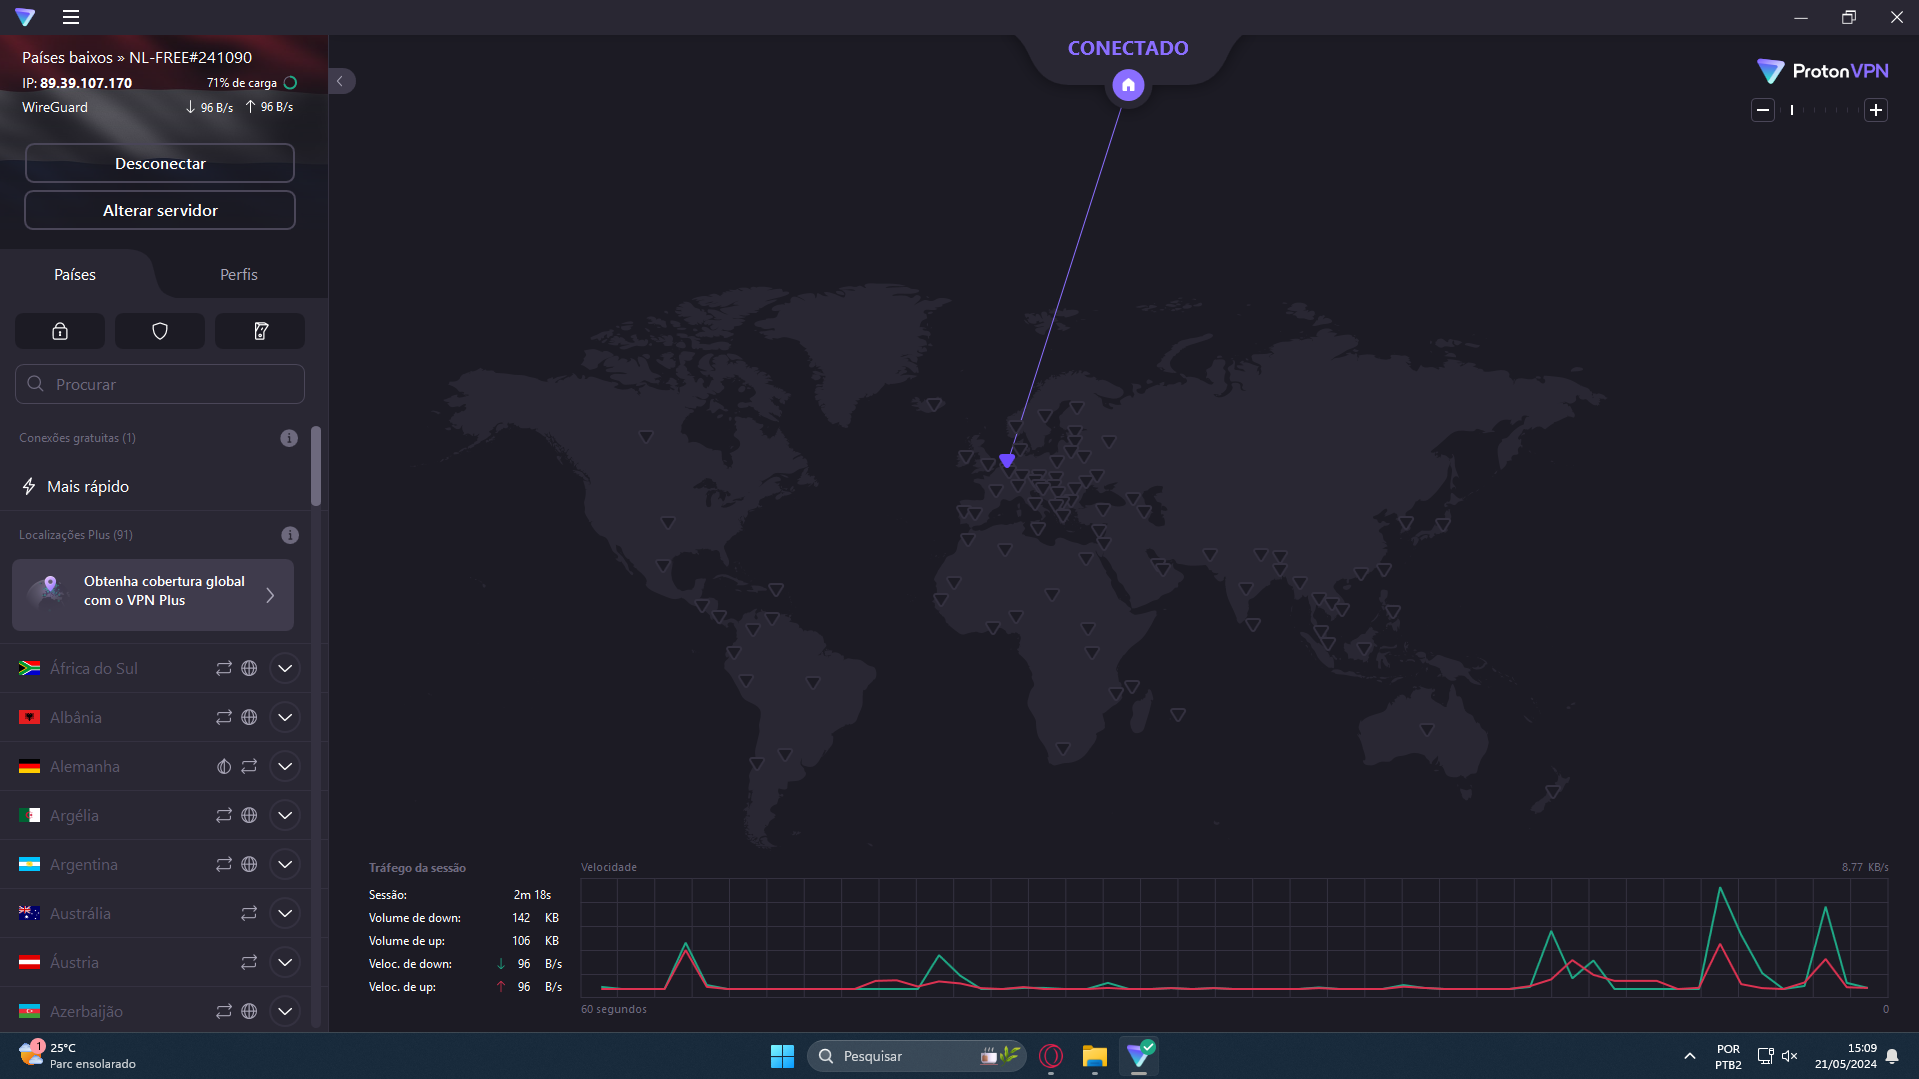 CONECTADO
Países baixos » NL-FREE#241090
IP: 89.39.107.170
71% de carga
WireGuard
96 B/s
96 B/s
Desconectar
Alterar servidor
Países
Perfis
Procurar
Conexões gratuitas (1)
Mais rápido
Localizações Plus (91)
Obtenha cobertura global
com o VPN Plus
África do Sul
Albânia
Alemanha
Argélia
Argentina
Austrália
Áustria
Azerbaijão
ProtonVPN
Tráfego da sessão
Sessão: 2m 18s
Volume de down: 142 KB
Volume de up: 106 KB
Veloc. de down: 96 B/s
Veloc. de up: 96 B/s
Velocidade
8.77 KB/s
60 segundos
0
1
25°C
Parc ensolarado
Pesquisar
POR
PTB2
15:09
21/05/2024